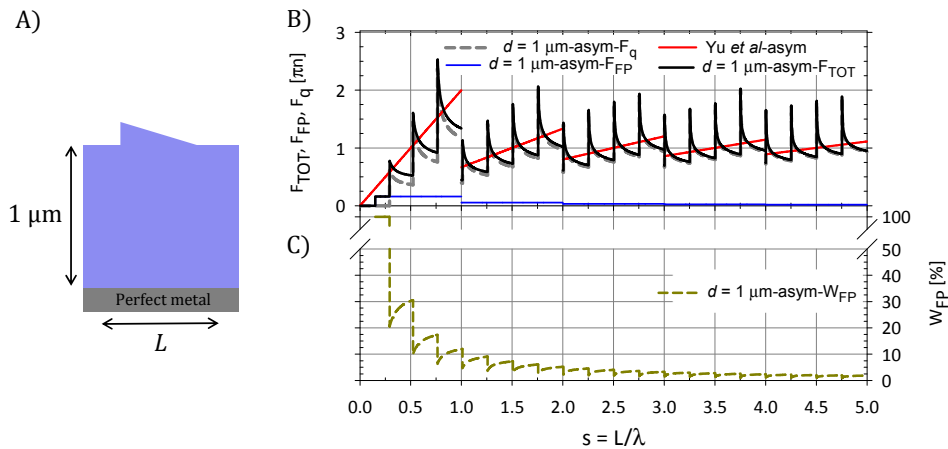 A)
1 μm
Perfect metal
L
B)
F_TOT, F_FP, F_q [πn]
3
2
1
0
d = 1 μm-asym-F_q
Yu et al-asym
d = 1 μm-asym-F_FP
d = 1 μm-asym-F_TOT
C)
100
50
40
30
20
10
0
W_FP [%]
d = 1 μm-asym-W_FP
0.0 0.5 1.0 1.5 2.0 2.5 3.0 3.5 4.0 4.5 5.0
s = L/λ